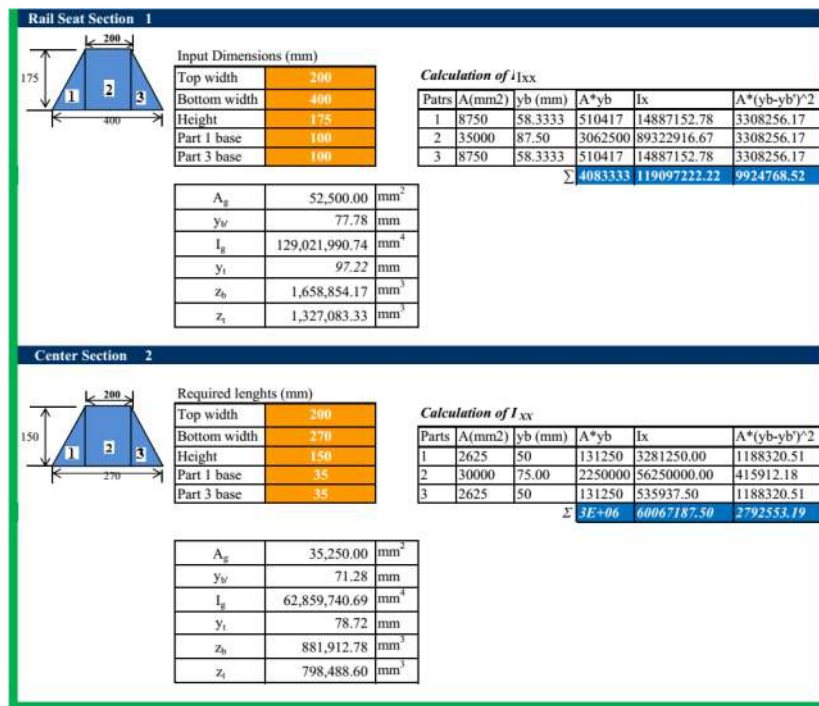 Rail Seat Section 1
200
175
1
2
3
400
Input Dimensions (mm)
Top width 200
Bottom width 400
Height 175
Part 1 base 100
Part 3 base 100
Calculation of Ixx
Patrs A(mm2) yb (mm) A*yb Ix A*(yb-yb')^2
1 8750 58.3333 510417 14887152.78 3308256.17
2 35000 87.50 3062500 89322916.67 3308256.17
3 8750 58.3333 510417 14887152.78 3308256.17
Σ 4083333 119097222.22 9924768.52
Ag 52,500.00 mm2
yb' 77.78 mm
Ig 129,021,990.74 mm4
yt 97.22 mm
zb 1,658,854.17 mm3
zt 1,327,083.33 mm3
Center Section 2
200
150
1
2
3
270
Required lenghts (mm)
Top width 200
Bottom width 270
Height 150
Part 1 base 35
Part 3 base 35
Calculation of I XX
Parts A(mm2) yb (mm) A*yb Ix A*(yb-yb')^2
1 2625 50 131250 3281250.00 1188320.51
2 30000 75.00 2250000 56250000.00 415912.18
3 2625 50 131250 535937.50 1188320.51
Σ 3E+06 60067187.50 2792553.19
Ag 35,250.00 mm2
yb' 71.28 mm
Ig 62,859,740.69 mm4
yt 78.72 mm
zb 881,912.78 mm3
zt 798,488.60 mm3